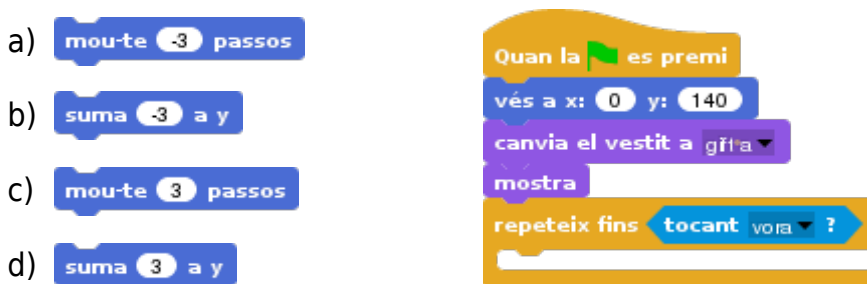 a) mou-te -3 passos
b) suma -3 a y
c) mou-te 3 passos
d) suma 3 a y
Quan la es premi
vés a x: 0 y: 140
canvia el vestit a
mostra
repeteix fins tocant vora ?